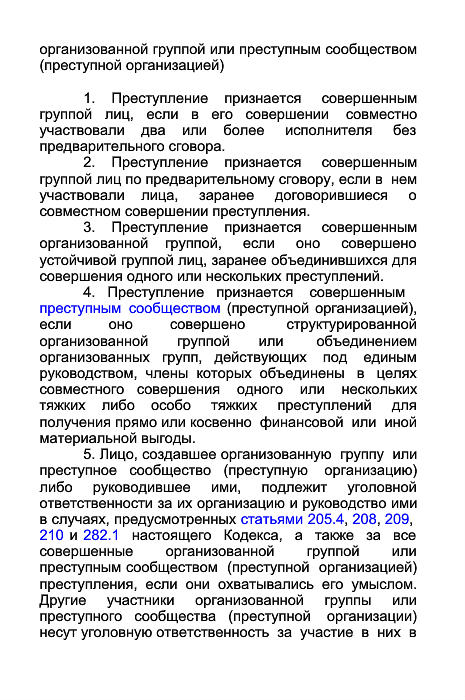 организованной группой или преступным сообществом
(преступной организацией)
1. Преступление признается совершенным
группой лиц, если в его совершении совместно
участвовали два или более исполнителя без
предварительного сговора.
2. Преступление признается совершенным
группой лиц по предварительному сговору, если в нем
участвовали лица, заранее договорившиеся о
совместном совершении преступления.
3. Преступление признается совершенным
организованной группой, если оно совершено
устойчивой группой лиц, заранее объединившихся для
совершения одного или нескольких преступлений.
4. Преступление признается совершенным
преступным сообществом (преступной организацией),
если оно совершено структурированной
организованной группой или объединением
организованных групп, действующих под единым
руководством, члены которых объединены в целях
совместного совершения одного или нескольких
тяжких либо особо тяжких преступлений для
получения прямо или косвенно финансовой или иной
материальной выгоды.
5. Лицо, создавшее организованную группу или
преступное сообщество (преступную организацию)
либо руководившее ими, подлежит уголовной
ответственности за их организацию и руководство ими
в случаях, предусмотренных статьями 205.4, 208, 209,
210 и 282.1 настоящего Кодекса, а также за все
совершенные организованной группой или
преступным сообществом (преступной организацией)
преступления, если они охватывались его умыслом.
Другие участники организованной группы или
преступного сообщества (преступной организации)
несут уголовную ответственность за участие в них в